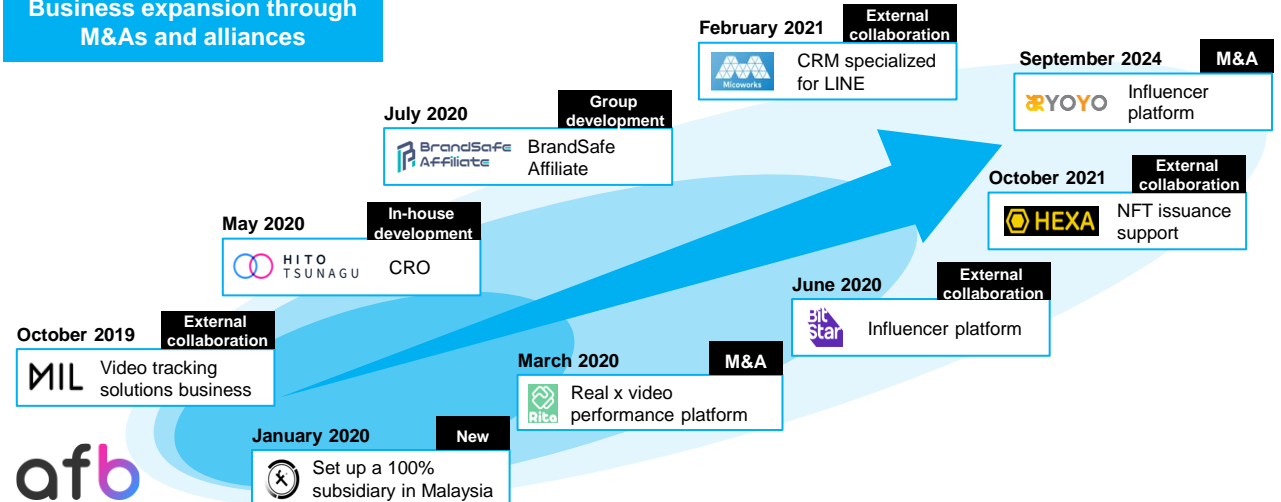 Business expansion through
M&As and alliances
February 2021
External
collaboration
Micoworks
CRM specialized
for LINE
September 2024
M&A
YOYO
Influencer
platform
July 2020
Group
development
BrandSafe
Affiliate
BrandSafe
Affiliate
October 2021
External
collaboration
HEXA
NFT issuance
support
May 2020
In-house
development
HITO
TSUNAGU
CRO
June 2020
External
collaboration
Bit
Star
Influencer platform
October 2019
External
collaboration
MIL
Video tracking
solutions business
March 2020
M&A
Rita
Real x video
performance platform
January 2020
New
Set up a 100%
subsidiary in Malaysia
afb